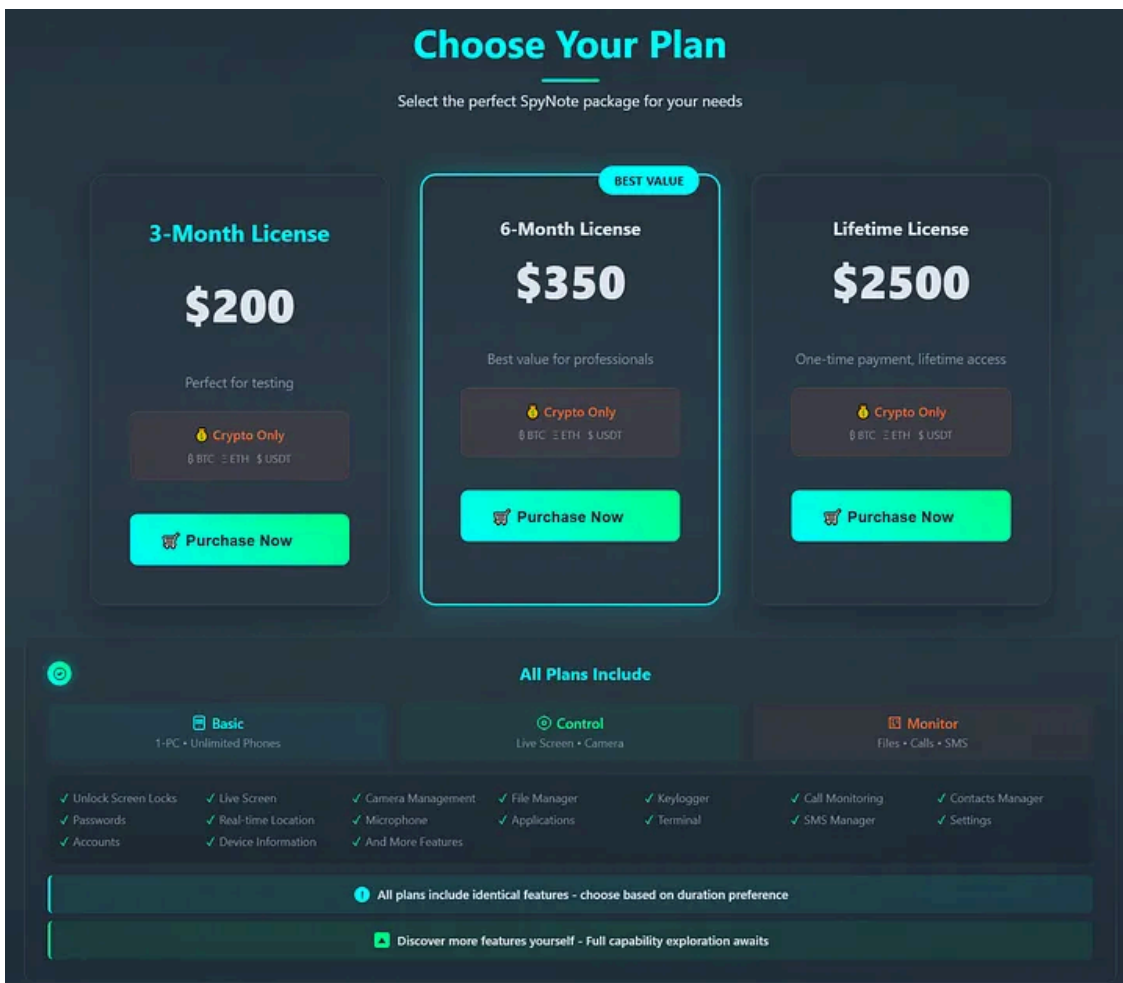 Choose Your Plan
Select the perfect SpyNote package for your needs
3-Month License
$200
Perfect for testing
Crypto Only
₿ BTC Ξ ETH $ USDT
Purchase Now
BEST VALUE
6-Month License
$350
Best value for professionals
Crypto Only
₿ BTC Ξ ETH $ USDT
Purchase Now
Lifetime License
$2500
One-time payment, lifetime access
Crypto Only
₿ BTC Ξ ETH $ USDT
Purchase Now
All Plans Include
Basic
1-PC • Unlimited Phones
Control
Live Screen • Camera
Monitor
Files • Calls • SMS
✓ Unlock Screen Locks ✓ Live Screen ✓ Camera Management ✓ File Manager ✓ Keylogger ✓ Call Monitoring ✓ Contacts Manager
✓ Passwords ✓ Real-time Location ✓ Microphone ✓ Applications ✓ Terminal ✓ SMS Manager ✓ Settings
✓ Accounts ✓ Device Information ✓ And More Features
All plans include identical features - choose based on duration preference
Discover more features yourself - Full capability exploration awaits